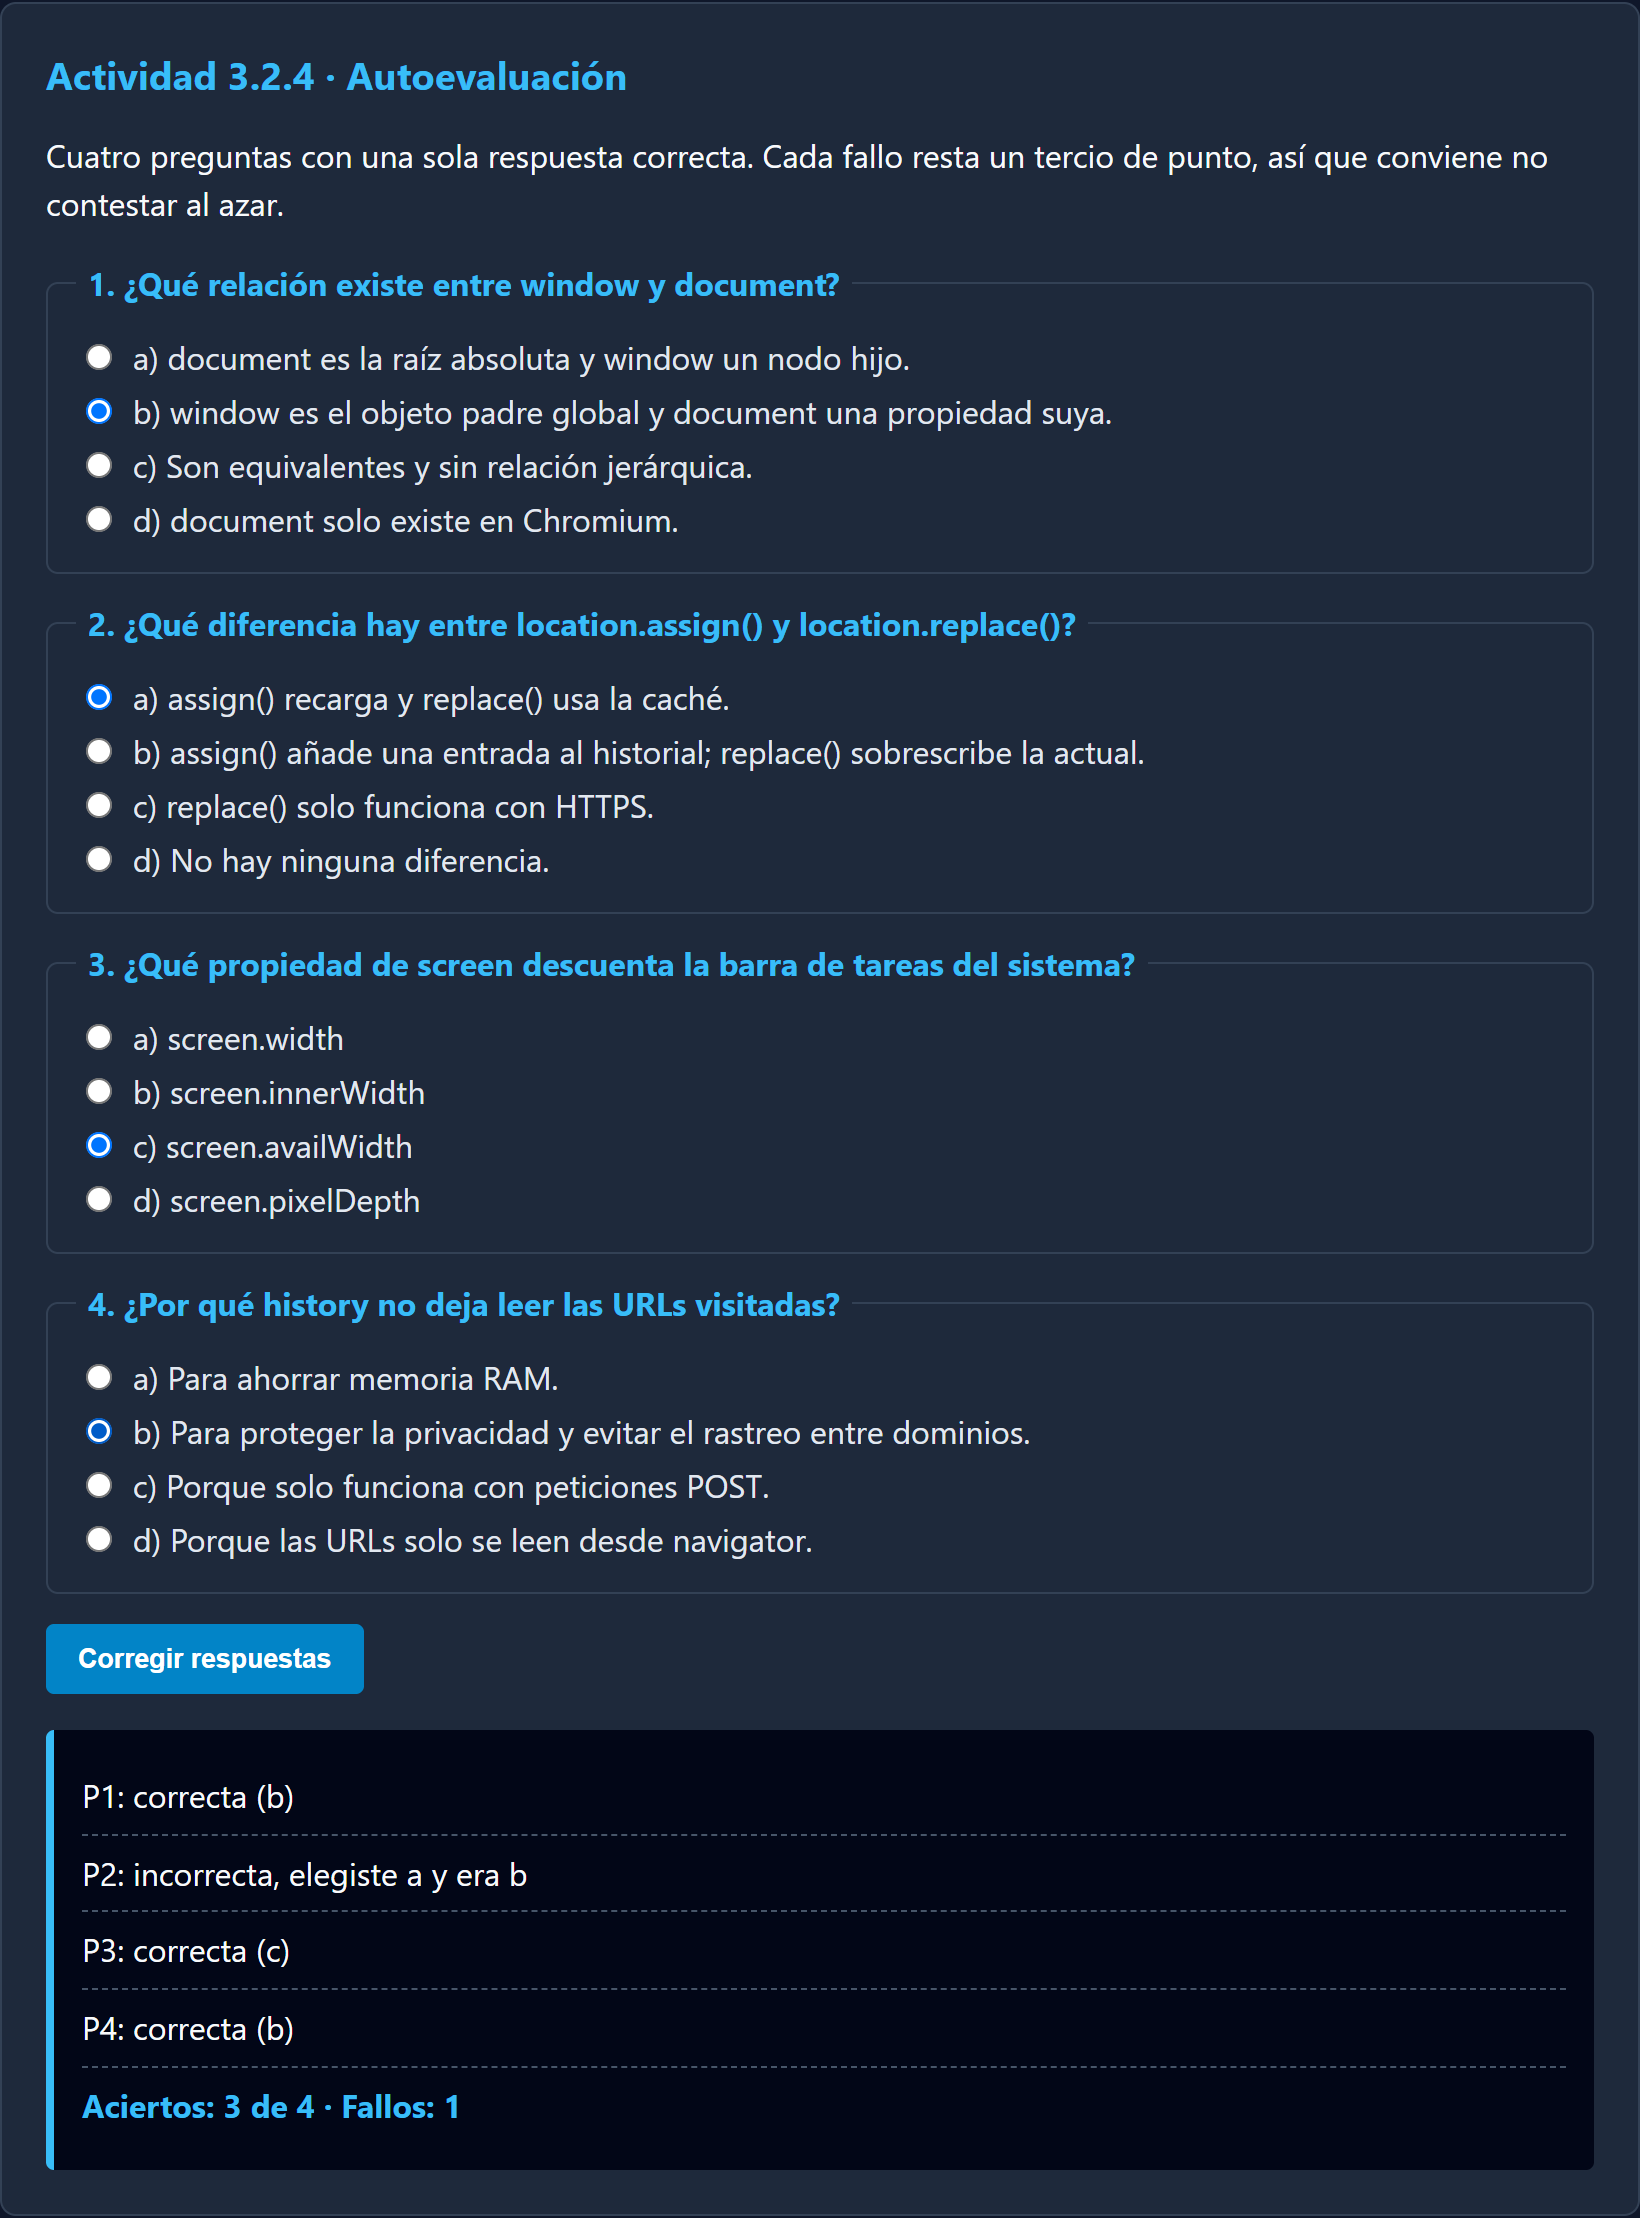 Actividad 3.2.4 · Autoevaluación
Cuatro preguntas con una sola respuesta correcta. Cada fallo resta un tercio de punto, así que conviene no
contestar al azar.
1. ¿Qué relación existe entre window y document?
a) document es la raíz absoluta y window un nodo hijo.
b) window es el objeto padre global y document una propiedad suya.
c) Son equivalentes y sin relación jerárquica.
d) document solo existe en Chromium.
2. ¿Qué diferencia hay entre location.assign() y location.replace()?
a) assign() recarga y replace() usa la caché.
b) assign() añade una entrada al historial; replace() sobrescribe la actual.
c) replace() solo funciona con HTTPS.
d) No hay ninguna diferencia.
3. ¿Qué propiedad de screen descuenta la barra de tareas del sistema?
a) screen.width
b) screen.innerWidth
c) screen.availWidth
d) screen.pixelDepth
4. ¿Por qué history no deja leer las URLs visitadas?
a) Para ahorrar memoria RAM.
b) Para proteger la privacidad y evitar el rastreo entre dominios.
c) Porque solo funciona con peticiones POST.
d) Porque las URLs solo se leen desde navigator.
Corregir respuestas
P1: correcta (b)
P2: incorrecta, elegiste a y era b
P3: correcta (c)
P4: correcta (b)
Aciertos: 3 de 4 · Fallos: 1